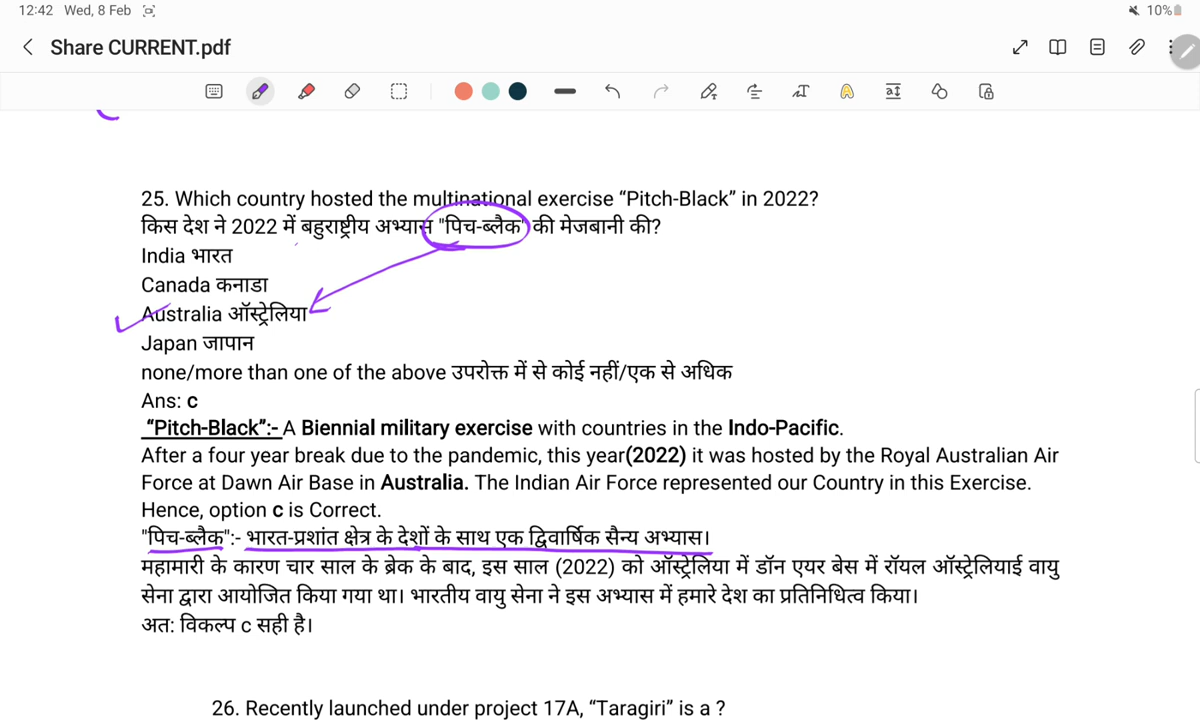 12:42 Wed, 8 Feb
10%
Share CURRENT.pdf
25. Which country hosted the multinational exercise “Pitch-Black” in 2022?
किस देश ने 2022 में बहुराष्ट्रीय अभ्यास "पिच-ब्लैक" की मेजबानी की?
India भारत
Canada कनाडा
Australia ऑस्ट्रेलिया
Japan जापान
none/more than one of the above उपरोक्त में से कोई नहीं/एक से अधिक
Ans: c
“Pitch-Black”:- A Biennial military exercise with countries in the Indo-Pacific.
After a four year break due to the pandemic, this year(2022) it was hosted by the Royal Australian Air
Force at Dawn Air Base in Australia. The Indian Air Force represented our Country in this Exercise.
Hence, option c is Correct.
"पिच-ब्लैक":- भारत-प्रशांत क्षेत्र के देशों के साथ एक द्विवार्षिक सैन्य अभ्यास।
महामारी के कारण चार साल के ब्रेक के बाद, इस साल (2022) को ऑस्ट्रेलिया में डॉन एयर बेस में रॉयल ऑस्ट्रेलियाई वायु
सेना द्वारा आयोजित किया गया था। भारतीय वायु सेना ने इस अभ्यास में हमारे देश का प्रतिनिधित्व किया।
अत: विकल्प c सही है।
26. Recently launched under project 17A, “Taragiri” is a ?